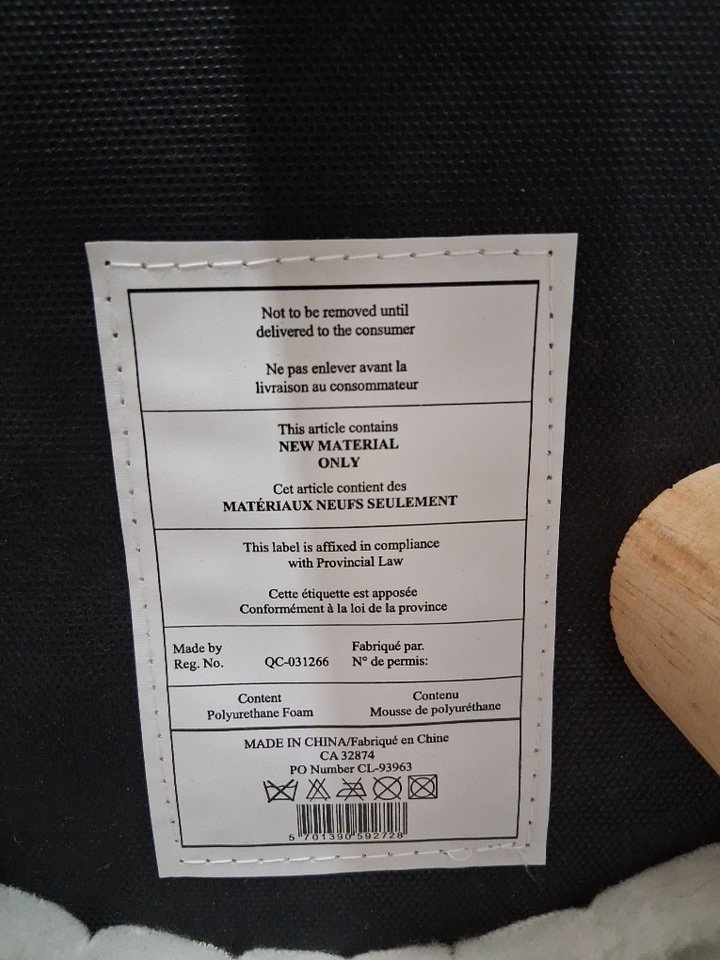 Not to be removed until
delivered to the consumer
Ne pas enlever avant la
livraison au consommateur
This article contains
NEW MATERIAL
ONLY
Cet article contient des
MATÉRIAUX NEUFS SEULEMENT
This label is affixed in compliance
with Provincial Law
Cette étiquette est apposée
Conformément à la loi de la province
Made by Fabriqué par.
Reg. No. QC-031266 N° de permis:
Content Contenu
Polyurethane Foam Mousse de polyuréthane
MADE IN CHINA/Fabriqué en Chine
CA 32874
PO Number CL-93963
5 701390 592728